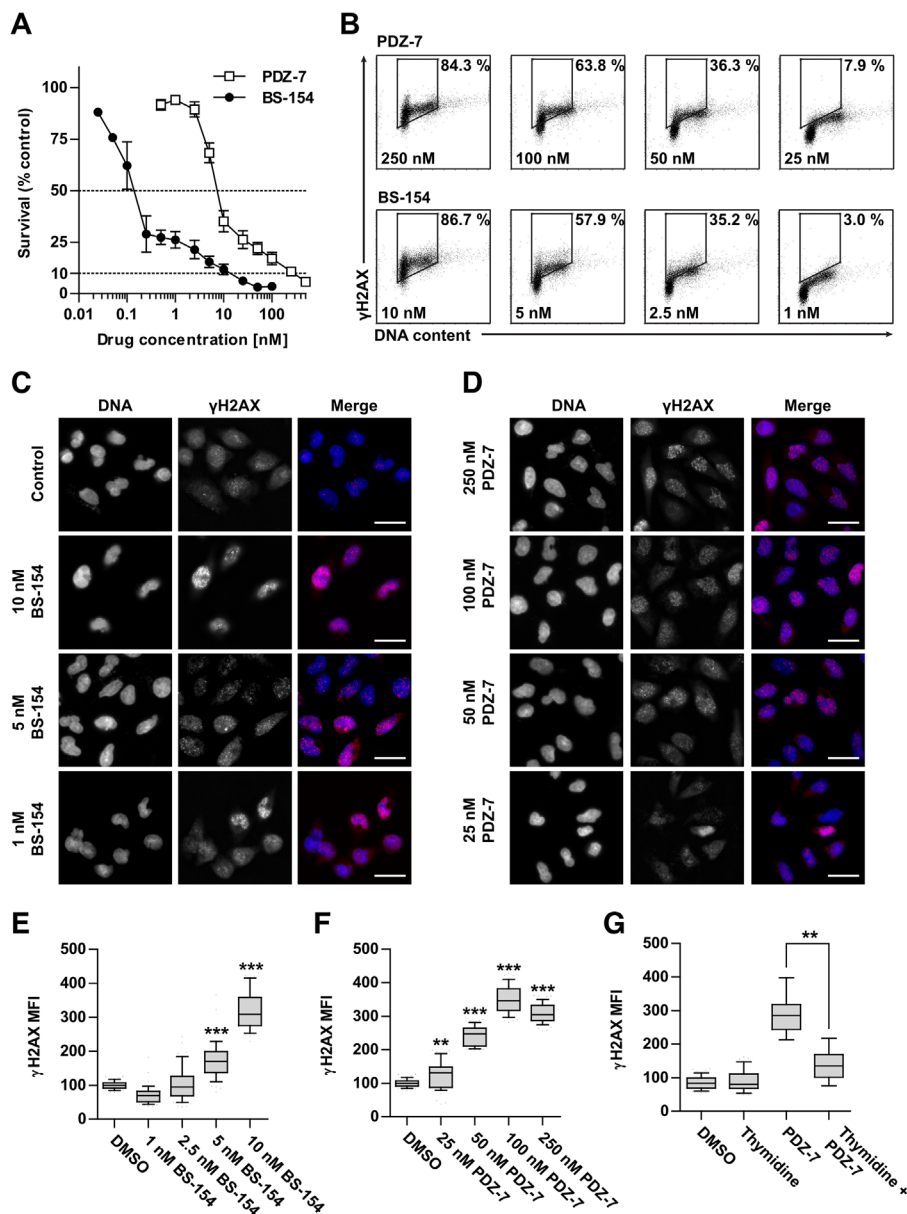 A
PDZ-7
BS-154
Survival (% control)
100
75
50
25
10
0
0.01 0.1 1 10 100
Drug concentration [nM]
B
PDZ-7
84.3 % 63.8 % 36.3 % 7.9 %
250 nM 100 nM 50 nM 25 nM
BS-154
86.7 % 57.9 % 35.2 % 3.0 %
10 nM 5 nM 2.5 nM 1 nM
γH2AX
DNA content
C
DNA γH2AX Merge
Control
10 nM
BS-154
5 nM
BS-154
1 nM
BS-154
D
DNA γH2AX Merge
250 nM
PDZ-7
100 nM
PDZ-7
50 nM
PDZ-7
25 nM
PDZ-7
E
γH2AX MFI
500
400
300
200
100
0
*** ***
DMSO
1 nM BS-154
2.5 nM BS-154
5 nM BS-154
10 nM BS-154
F
γH2AX MFI
500
400
300
200
100
0
** *** *** ***
DMSO
25 nM PDZ-7
50 nM PDZ-7
100 nM PDZ-7
250 nM PDZ-7
G
γH2AX MFI
500
400
300
200
100
0
**
DMSO
Thymidine
PDZ-7
Thymidine +
PDZ-7